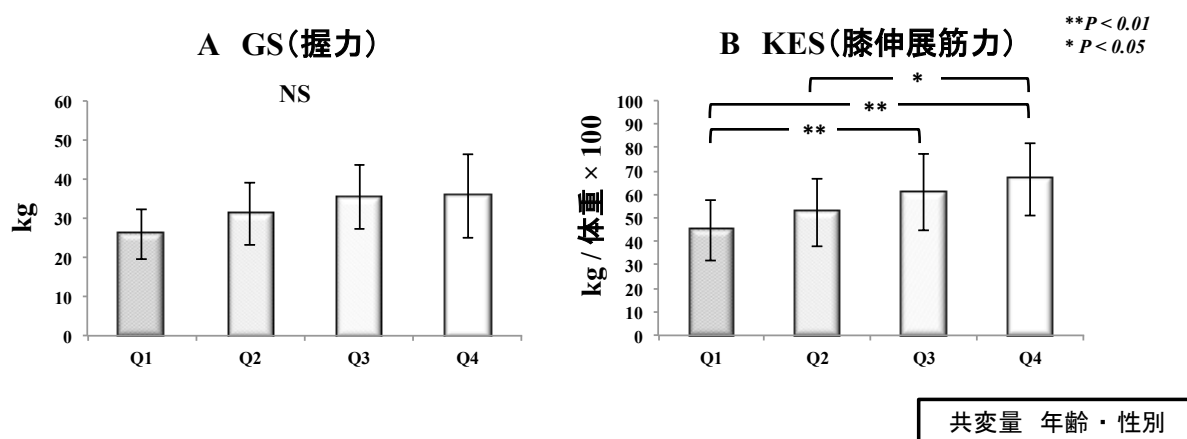 A GS（握力）
NS
kg
60
50
40
30
20
10
0
Q1 Q2 Q3 Q4
B KES（膝伸展筋力）
**P < 0.01
* P < 0.05
*
**
**
kg / 体重 × 100
100
90
80
70
60
50
40
30
20
10
0
Q1 Q2 Q3 Q4
共変量 年齢・性別